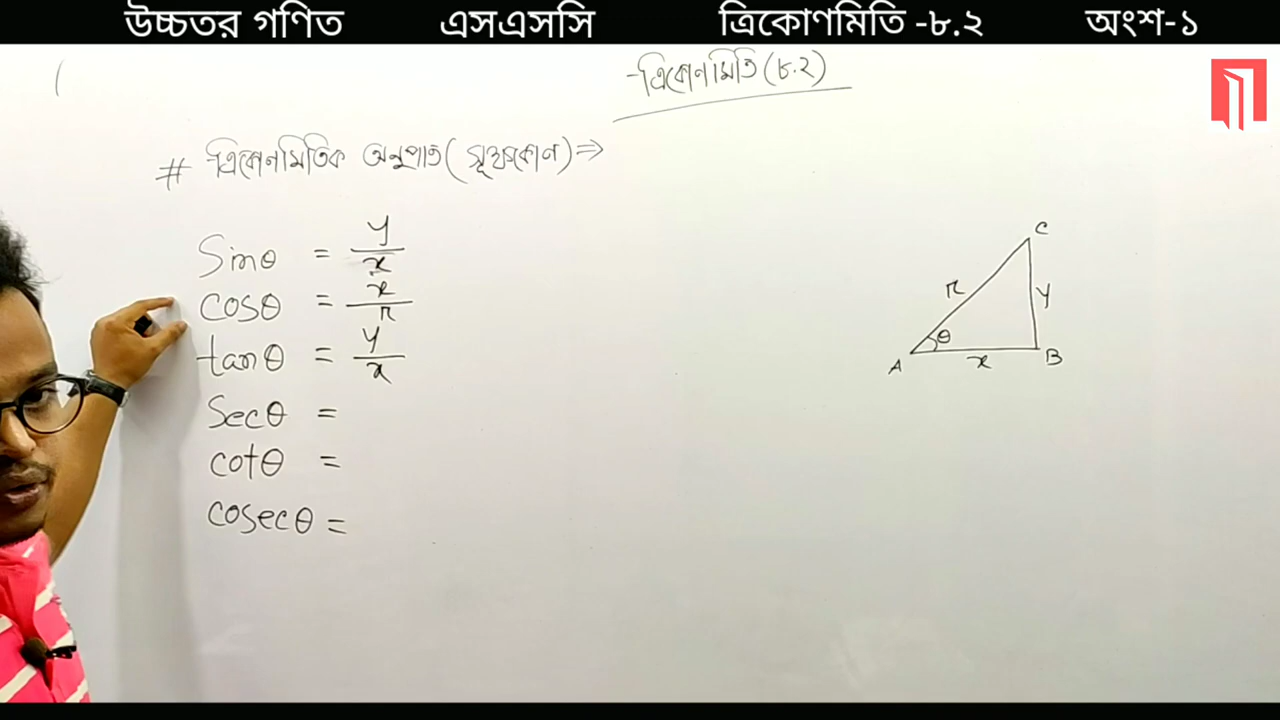 উচ্চতর গণিত এসএসসি ত্রিকোণমিতি -৮.২ অংশ-১
ত্রিকোণমিতি (৮.২)
# ত্রিকোণমিতিক অনুপাত (সূক্ষ্মকোণ) ⇒
Sinθ = y/x
cosθ = x/r
tanθ = y/x
Secθ =
cotθ =
cosecθ =
C
r
y
θ
A
x
B